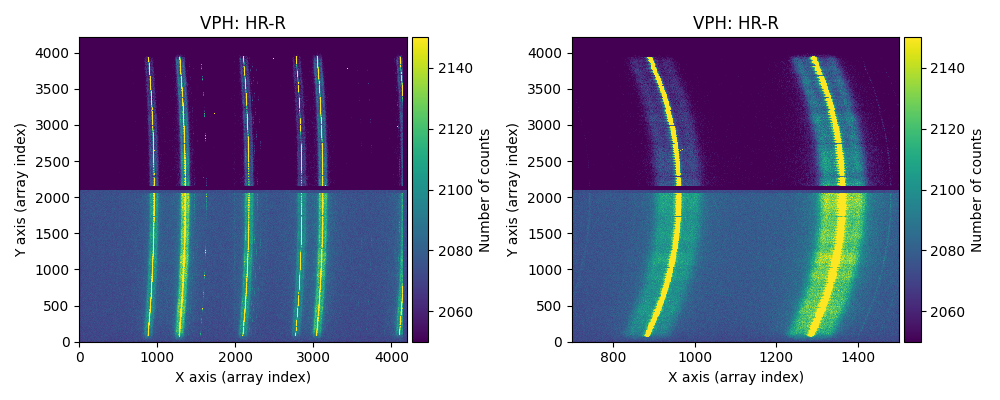 VPH: HR-R
Y axis (array index)
4000
3500
3000
2500
2000
1500
1000
500
0
0 1000 2000 3000 4000
X axis (array index)
2140
2120
2100
2080
2060
Number of counts
VPH: HR-R
Y axis (array index)
4000
3500
3000
2500
2000
1500
1000
500
0
800 1000 1200 1400
X axis (array index)
2140
2120
2100
2080
2060
Number of counts